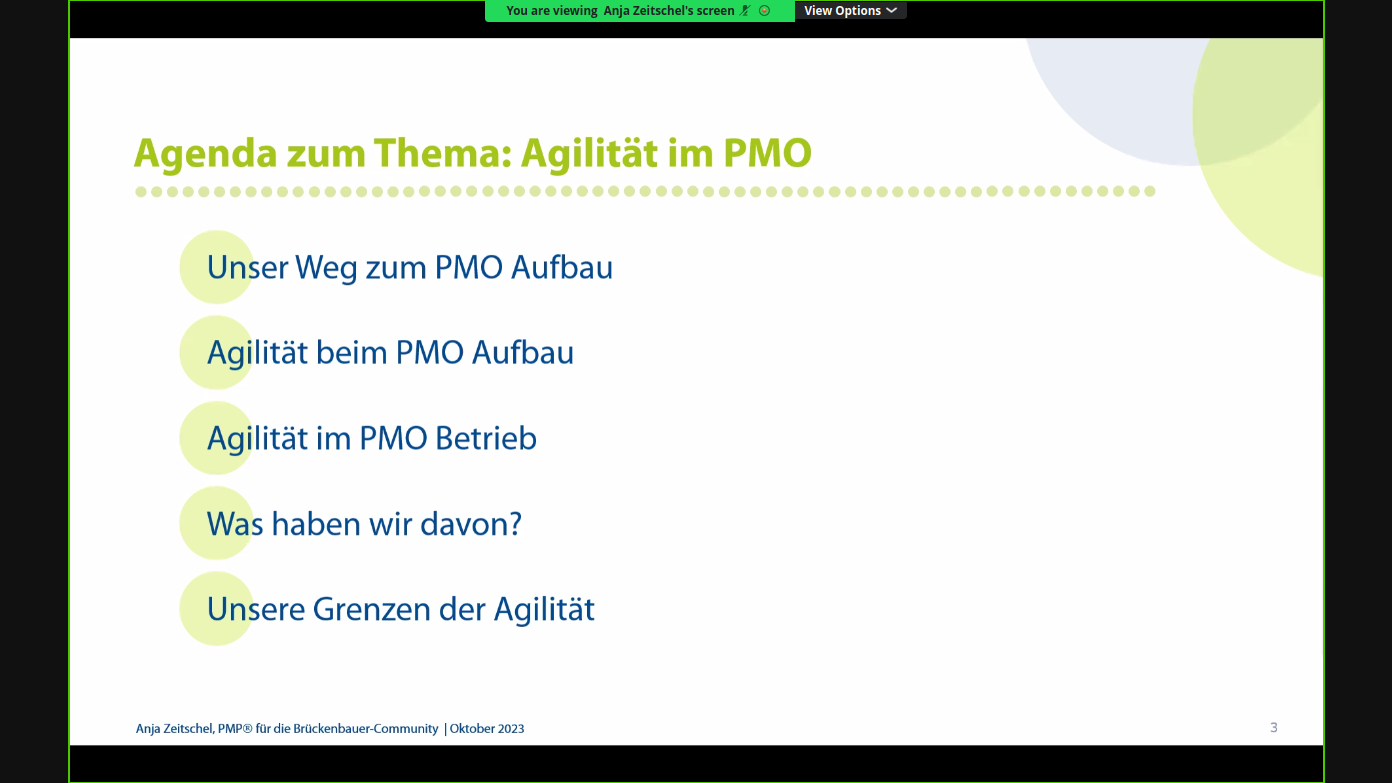 You are viewing Anja Zeitschel's screen View Options
Agenda zum Thema: Agilität im PMO
Unser Weg zum PMO Aufbau
Agilität beim PMO Aufbau
Agilität im PMO Betrieb
Was haben wir davon?
Unsere Grenzen der Agilität
Anja Zeitschel, PMP® für die Brückenbauer-Community | Oktober 2023 3